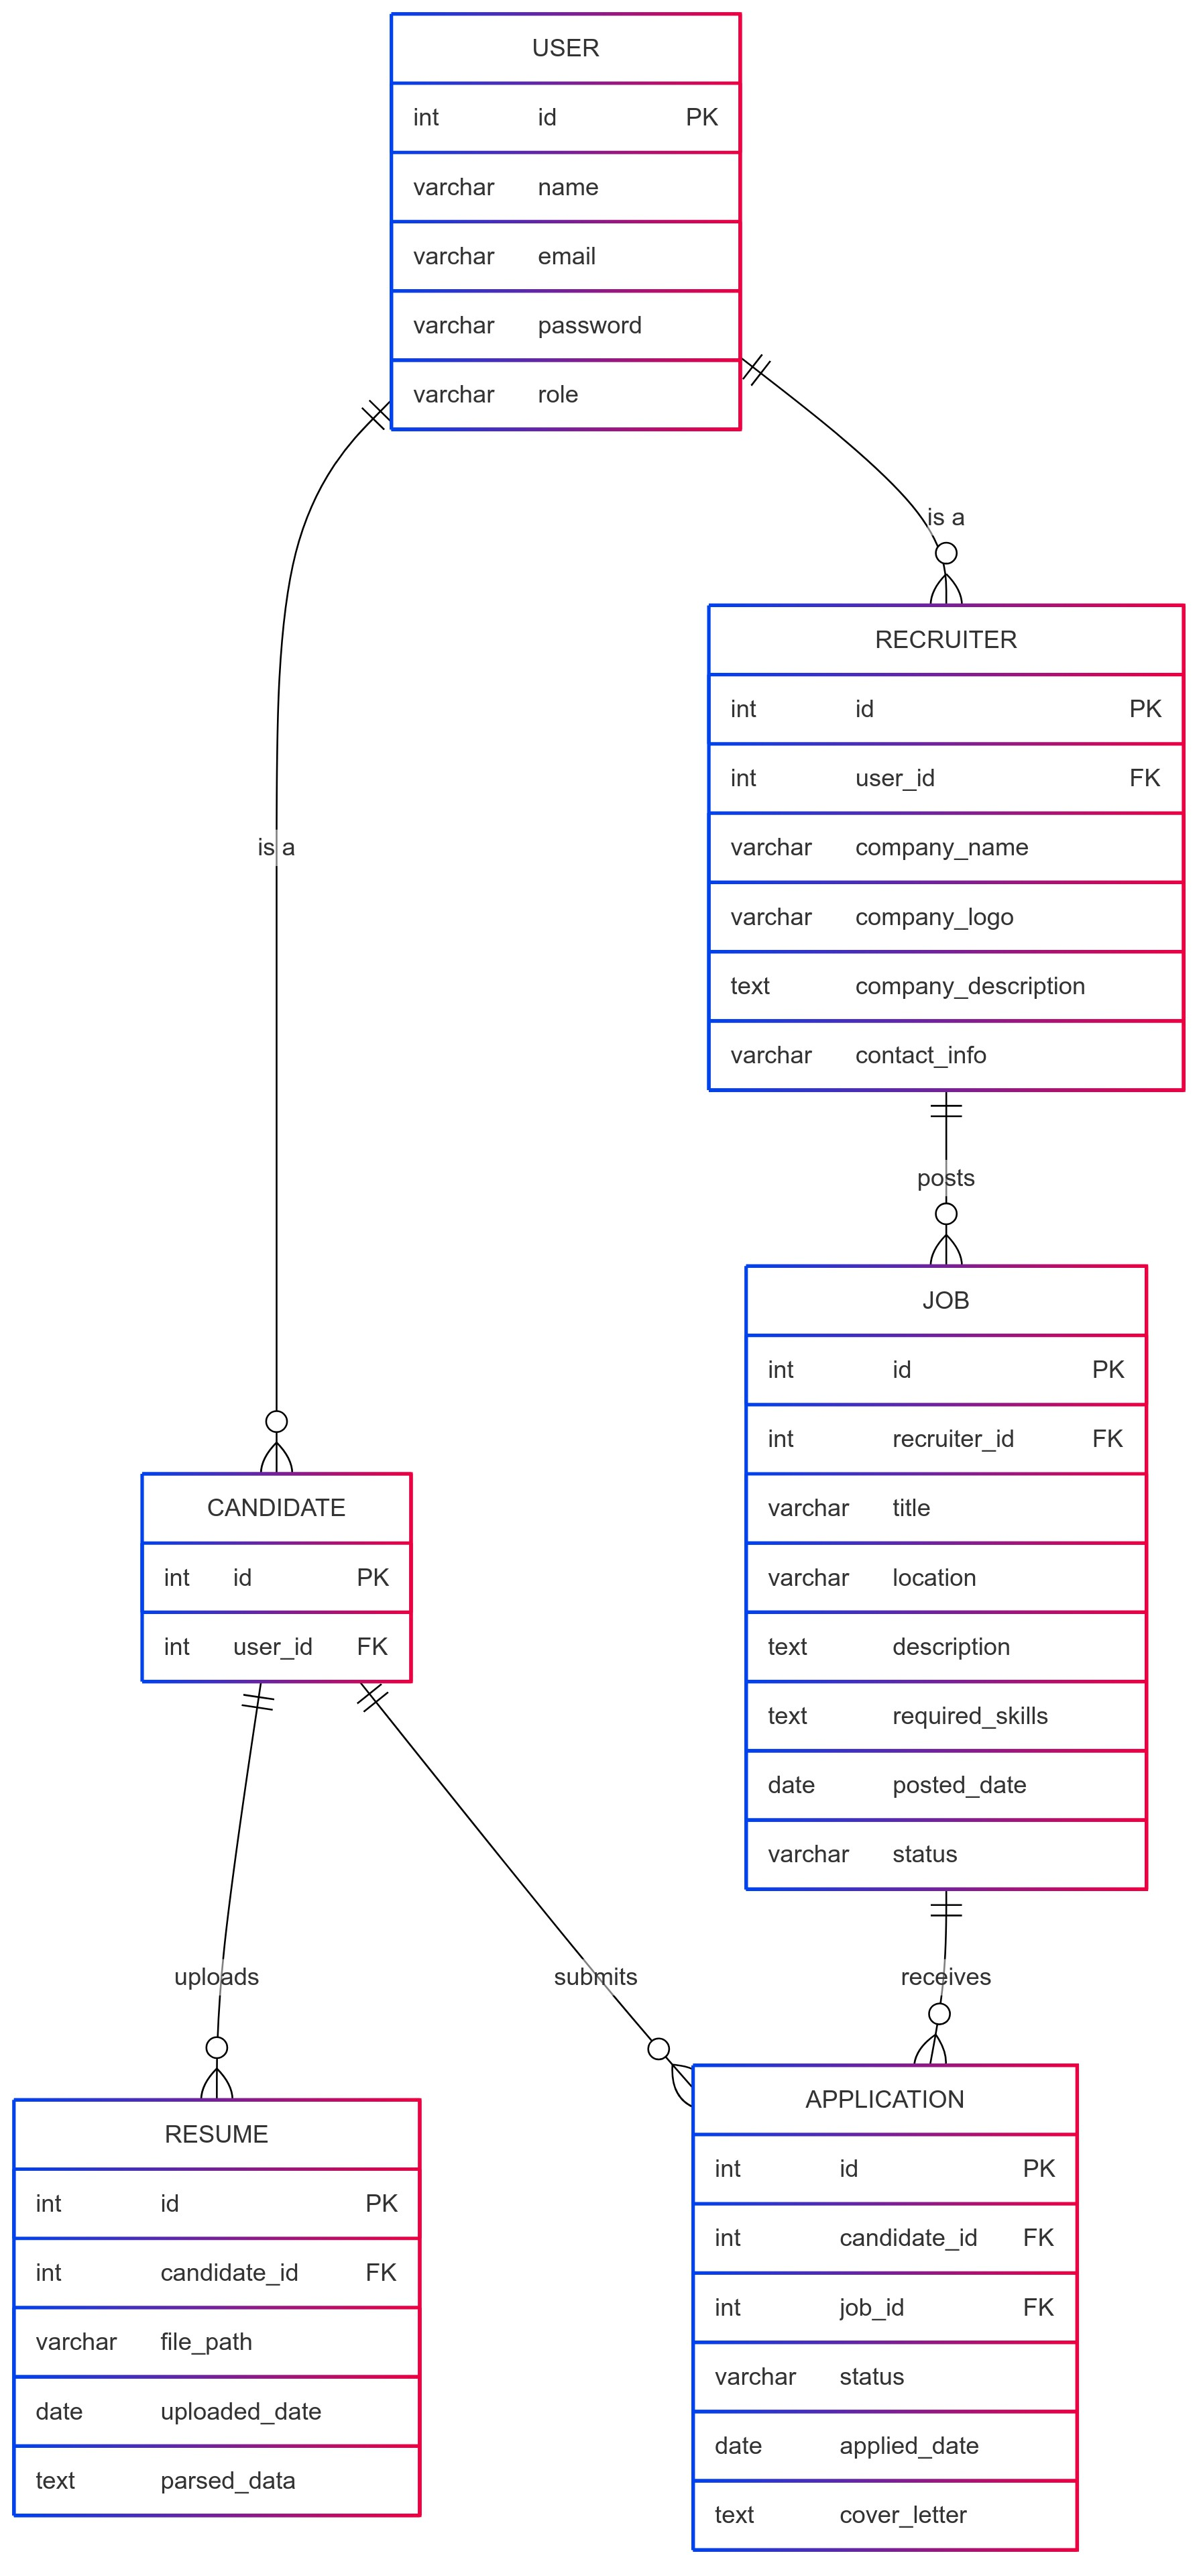 USER
int id PK
varchar name
varchar email
varchar password
varchar role
is a
RECRUITER
int id PK
int user_id FK
varchar company_name
varchar company_logo
text company_description
varchar contact_info
is a
posts
JOB
int id PK
int recruiter_id FK
varchar title
varchar location
text description
text required_skills
date posted_date
varchar status
CANDIDATE
int id PK
int user_id FK
uploads
submits
receives
RESUME
int id PK
int candidate_id FK
varchar file_path
date uploaded_date
text parsed_data
APPLICATION
int id PK
int candidate_id FK
int job_id FK
varchar status
date applied_date
text cover_letter